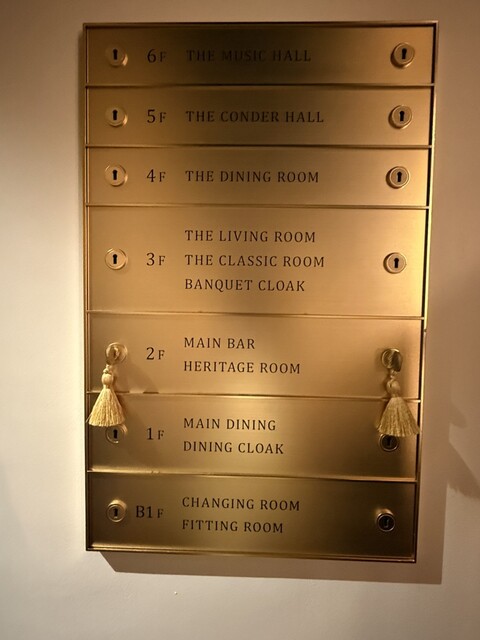 6F THE MUSIC HALL
5F THE CONDER HALL
4F THE DINING ROOM
THE LIVING ROOM
3F THE CLASSIC ROOM
BANQUET CLOAK
2F MAIN BAR
HERITAGE ROOM
1F MAIN DINING
DINING CLOAK
B1F CHANGING ROOM
FITTING ROOM